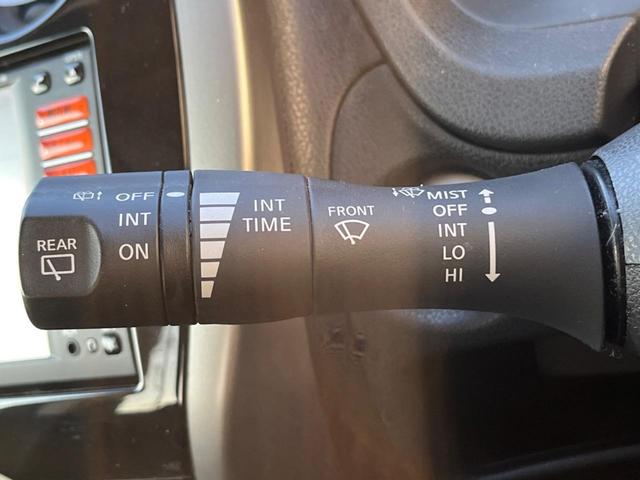 REAR
OFF
INT
ON
INT
TIME
FRONT
MIST
OFF
INT
LO
HI